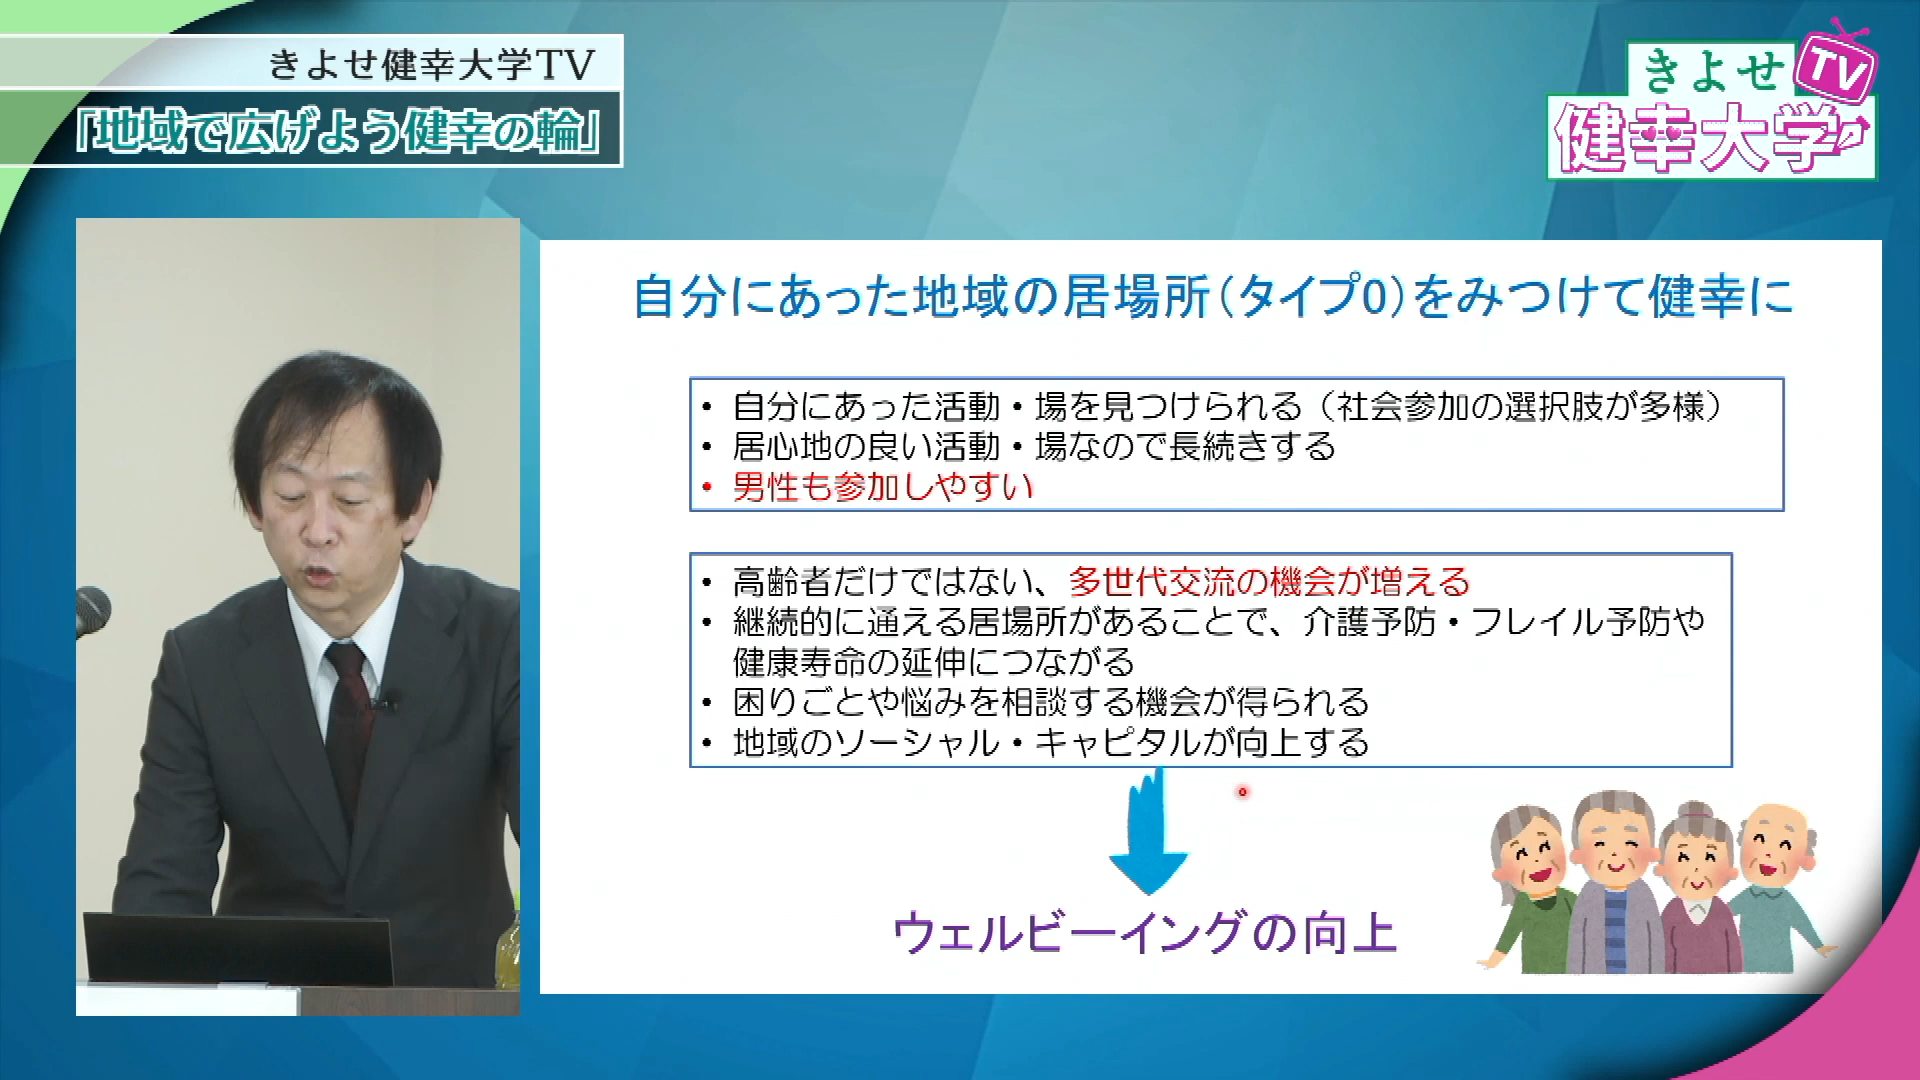 きよせ健幸大学TV
「地域で広げよう健幸の輪」
きよせ
TV
健幸大学
自分にあった地域の居場所（タイプ0）をみつけて健幸に
• 自分にあった活動・場を見つけられる（社会参加の選択肢が多様）
• 居心地の良い活動・場なので長続きする
• 男性も参加しやすい
• 高齢者だけではない、多世代交流の機会が増える
• 継続的に通える居場所があることで、介護予防・フレイル予防や
健康寿命の延伸につながる
• 困りごとや悩みを相談する機会が得られる
• 地域のソーシャル・キャピタルが向上する
ウェルビーイングの向上